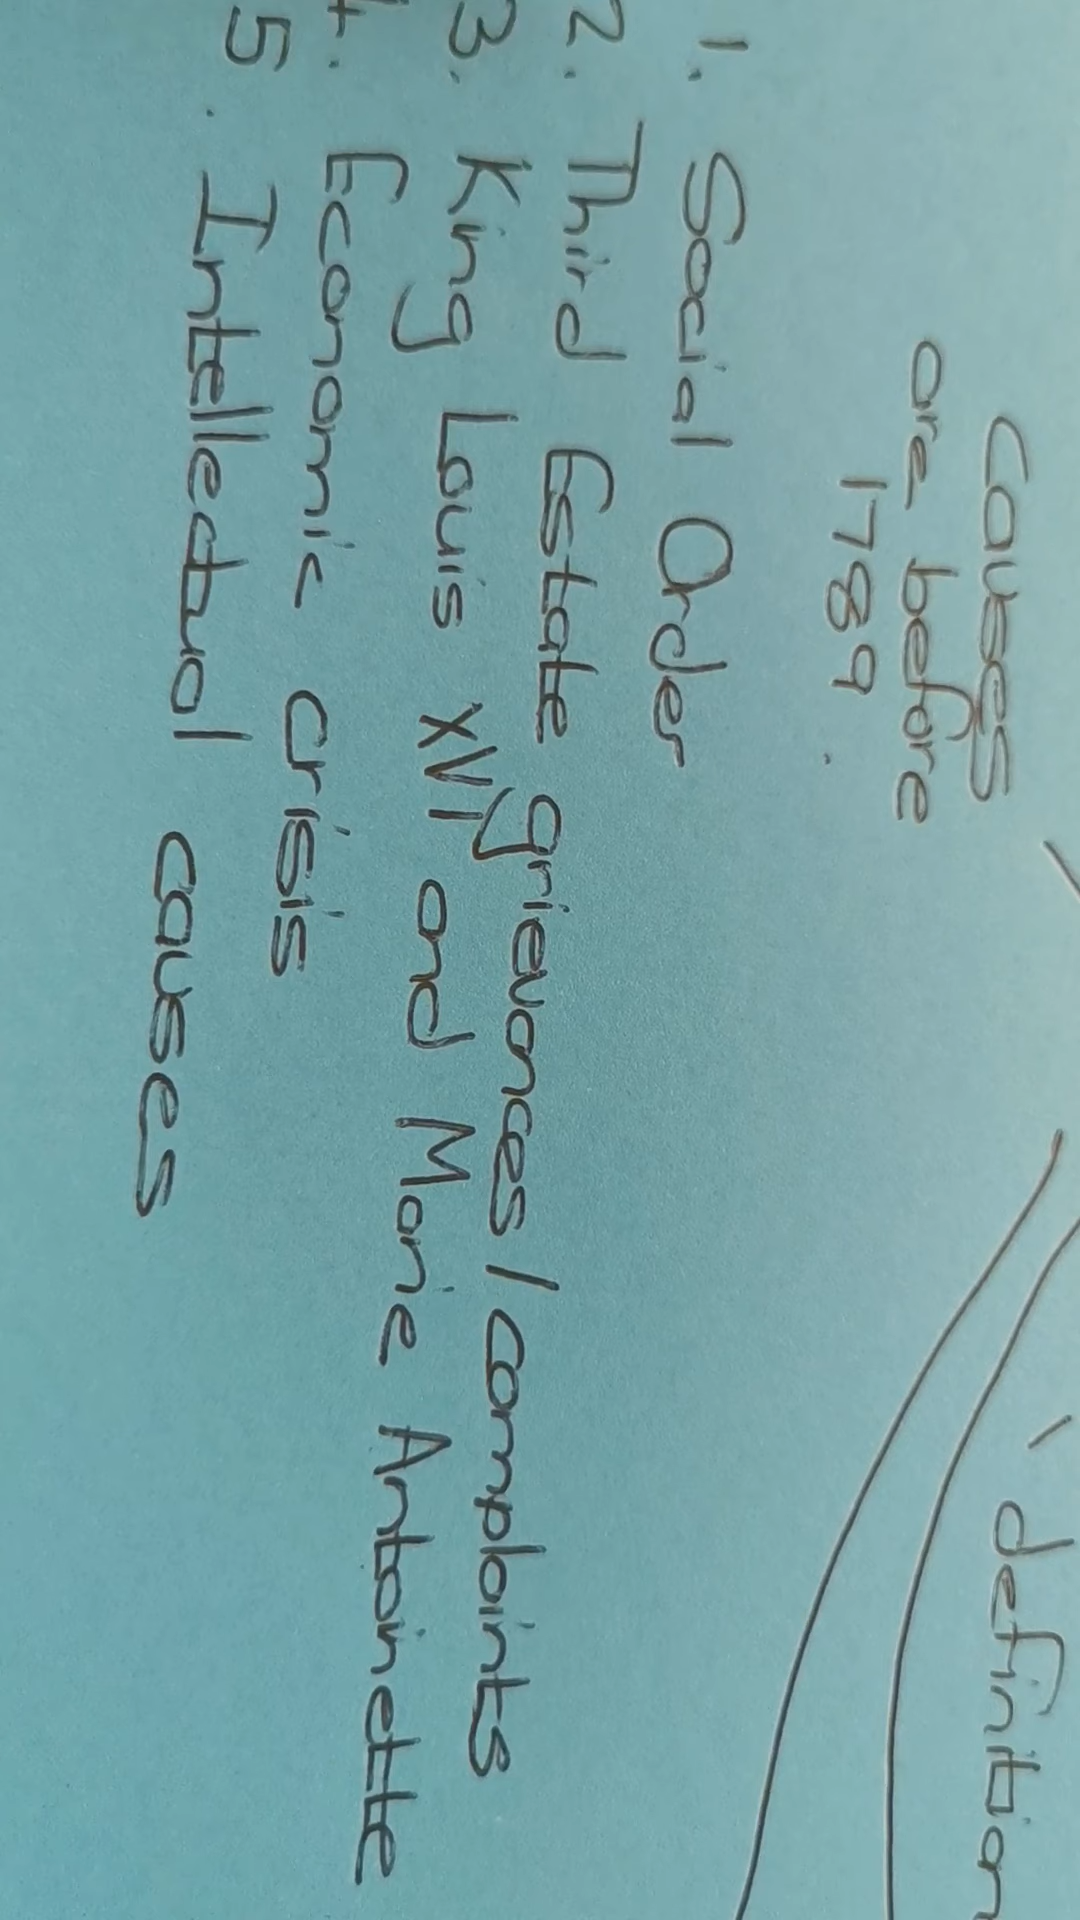 causes
are before
1789.
definition
1. Social Order
2. Third Estate grievances / complaints
3. King Louis XVI and Marie Antoinette
4. Economic crisis
5. Intellectual causes